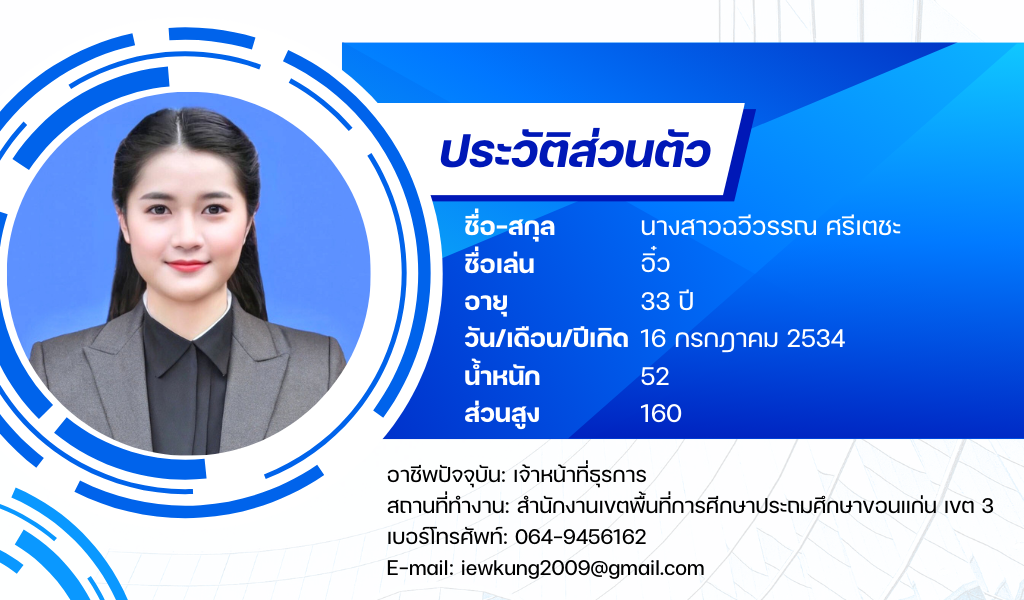 ประวัติส่วนตัว
ชื่อ-สกุล นางสาวฉวีวรรณ ศรีเตชะ
ชื่อเล่น อิ๋ว
อายุ 33 ปี
วัน/เดือน/ปีเกิด 16 กรกฎาคม 2534
น้ำหนัก 52
ส่วนสูง 160
อาชีพปัจจุบัน: เจ้าหน้าที่ธุรการ
สถานที่ทำงาน: สำนักงานเขตพื้นที่การศึกษาประถมศึกษาขอนแก่น เขต 3
เบอร์โทรศัพท์: 064-9456162
E-mail: iewkung2009@gmail.com